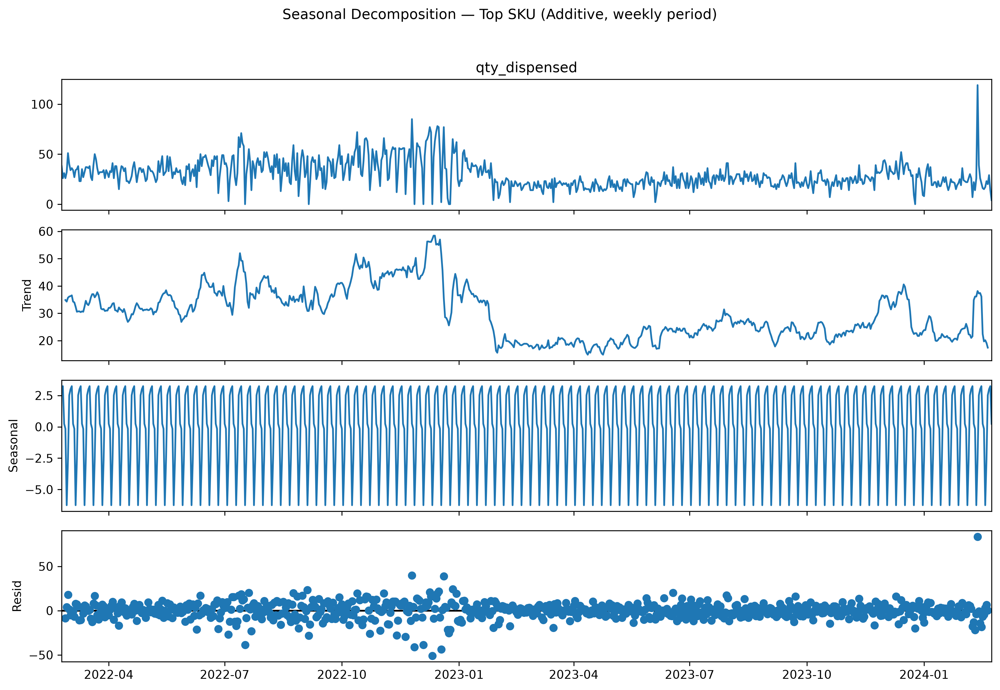 Seasonal Decomposition — Top SKU (Additive, weekly period)
qty_dispensed
100
50
0
60
50
40
30
20
Trend
2.5
0.0
−2.5
−5.0
Seasonal
50
0
−50
Resid
2022-04 2022-07 2022-10 2023-01 2023-04 2023-07 2023-10 2024-01